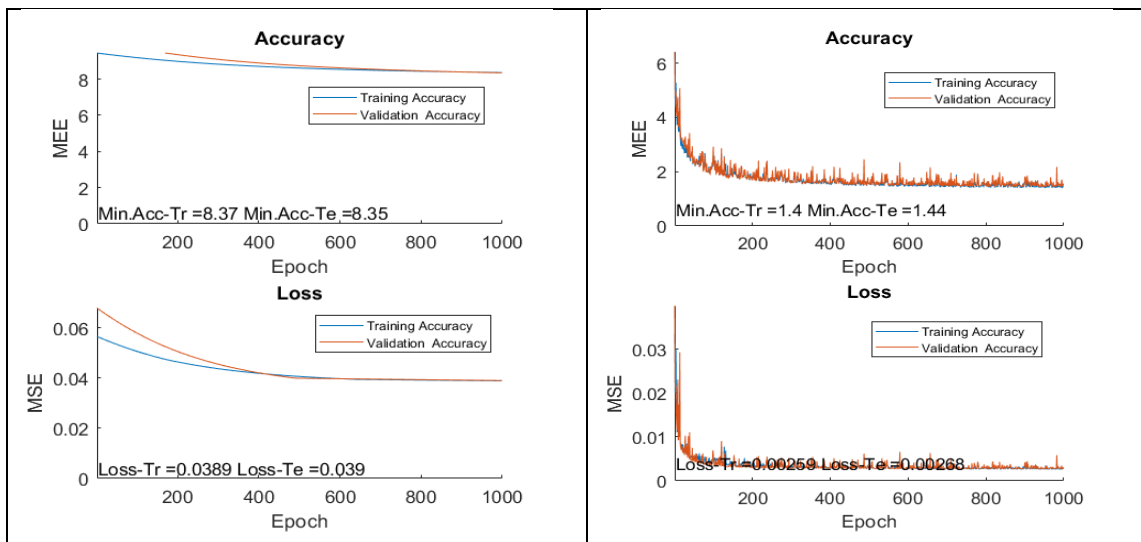 Accuracy
8
6
4
2
0
MEE
Training Accuracy
Validation Accuracy
Min.Acc-Tr =8.37 Min.Acc-Te =8.35
200 400 600 800 1000
Epoch
Loss
0.06
0.04
0.02
0
MSE
Training Accuracy
Validation Accuracy
Loss-Tr =0.0389 Loss-Te =0.039
200 400 600 800 1000
Epoch
Accuracy
6
4
2
0
MEE
Training Accuracy
Validation Accuracy
Min.Acc-Tr =1.4 Min.Acc-Te =1.44
200 400 600 800 1000
Epoch
Loss
0.03
0.02
0.01
0
MSE
Training Accuracy
Validation Accuracy
Loss-Tr =0.00259 Loss-Te =0.00268
200 400 600 800 1000
Epoch